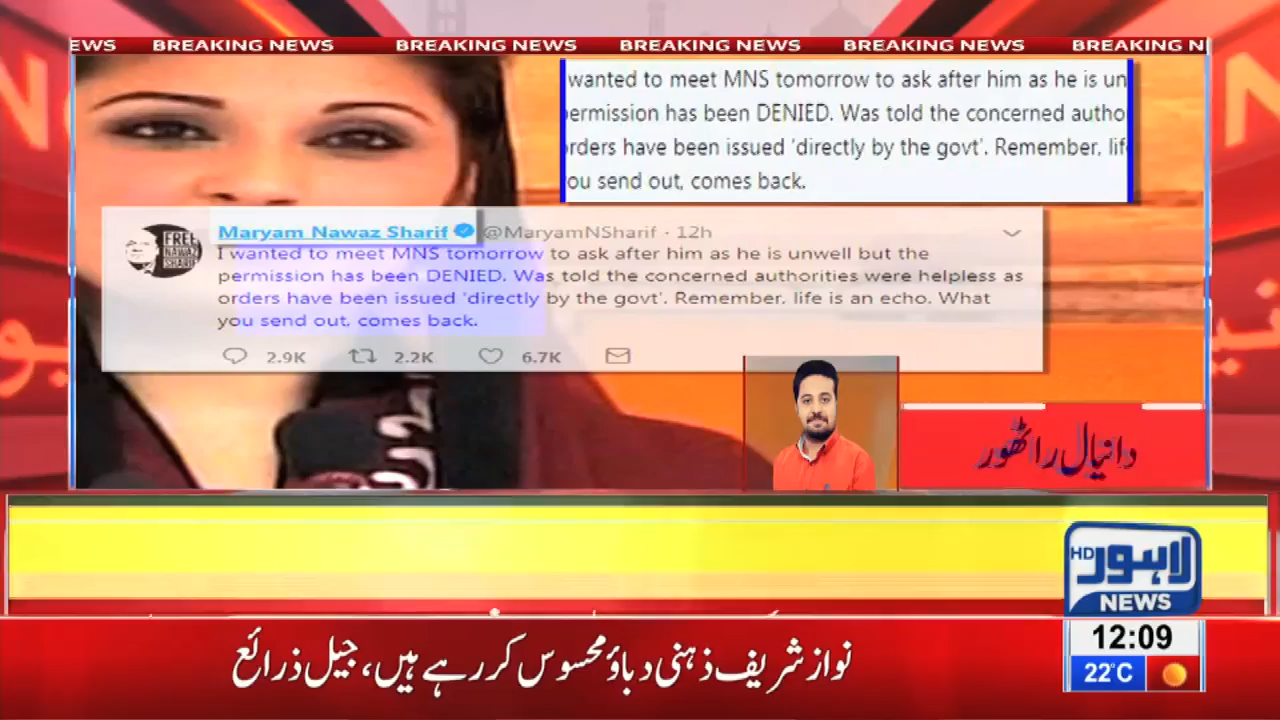 EWS BREAKING NEWS BREAKING NEWS BREAKING NEWS BREAKING NEWS BREAKING N
wanted to meet MNS tomorrow to ask after him as he is un
permission has been DENIED. Was told the concerned autho
orders have been issued 'directly by the govt'. Remember, lif
ou send out, comes back.
FREE
NAWAZ
SHARIF
Maryam Nawaz Sharif @MaryamNSharif · 12h
I wanted to meet MNS tomorrow to ask after him as he is unwell but the
permission has been DENIED. Was told the concerned authorities were helpless as
orders have been issued 'directly by the govt'. Remember, life is an echo. What
you send out, comes back.
2.9K 2.2K 6.7K
دانیال راٹھور
HD لاہور
NEWS
نواز شریف ذہنی دباؤ محسوس کر رہے ہیں، جیل ذرائع
12:09
22°C